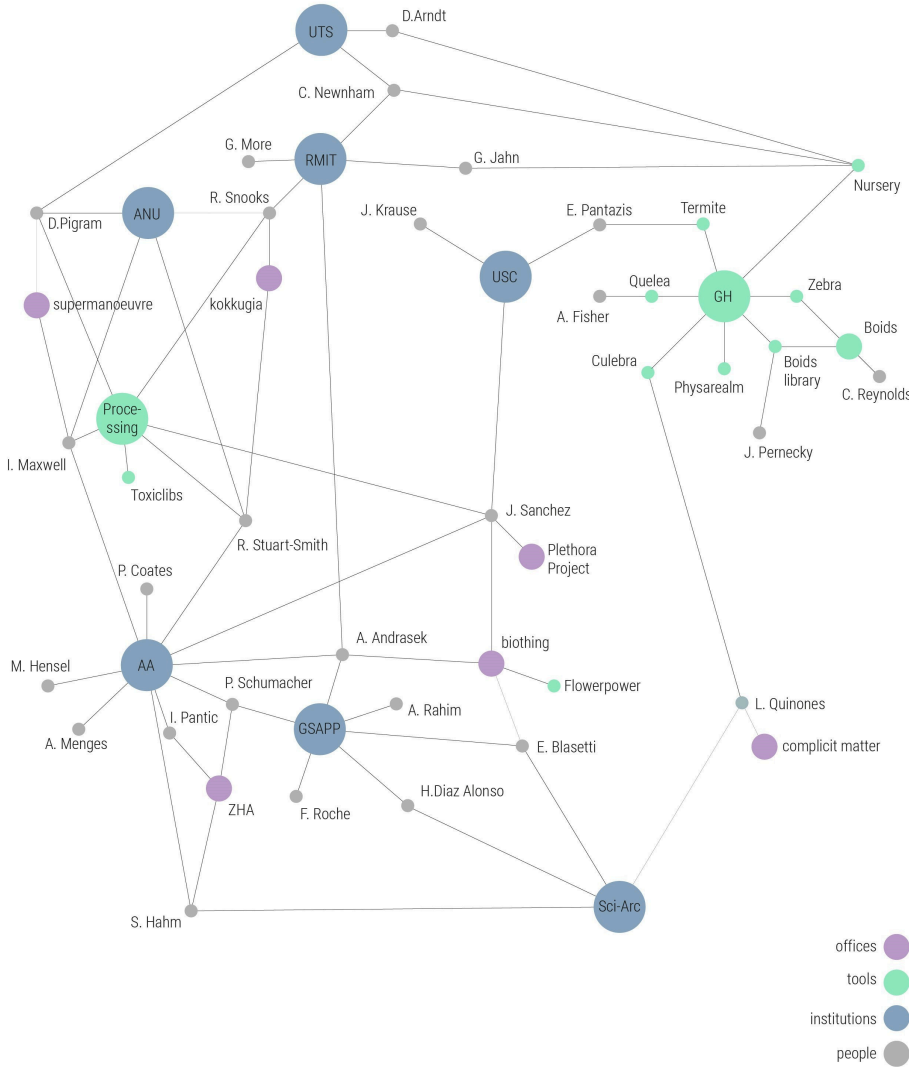 D.Arndt
UTS
C. Newnham
G. More
RMIT
G. Jahn
Nursery
R. Snooks
J. Krause
E. Pantazis
Termite
D.Pigram
ANU
USC
Quelea
GH
Zebra
supermanoeuvre
kokkugia
A. Fisher
Boids
Culebra
Physarealm
Boids
library
C. Reynolds
Proce-
ssing
J. Pernecky
I. Maxwell
Toxiclibs
J. Sanchez
R. Stuart-Smith
Plethora
Project
P. Coates
A. Andrasek
biothing
M. Hensel
AA
P. Schumacher
Flowerpower
I. Pantic
A. Rahim
L. Quinones
A. Menges
GSAPP
E. Blasetti
complicit matter
ZHA
F. Roche
H.Diaz Alonso
S. Hahm
Sci-Arc
offices
tools
institutions
people